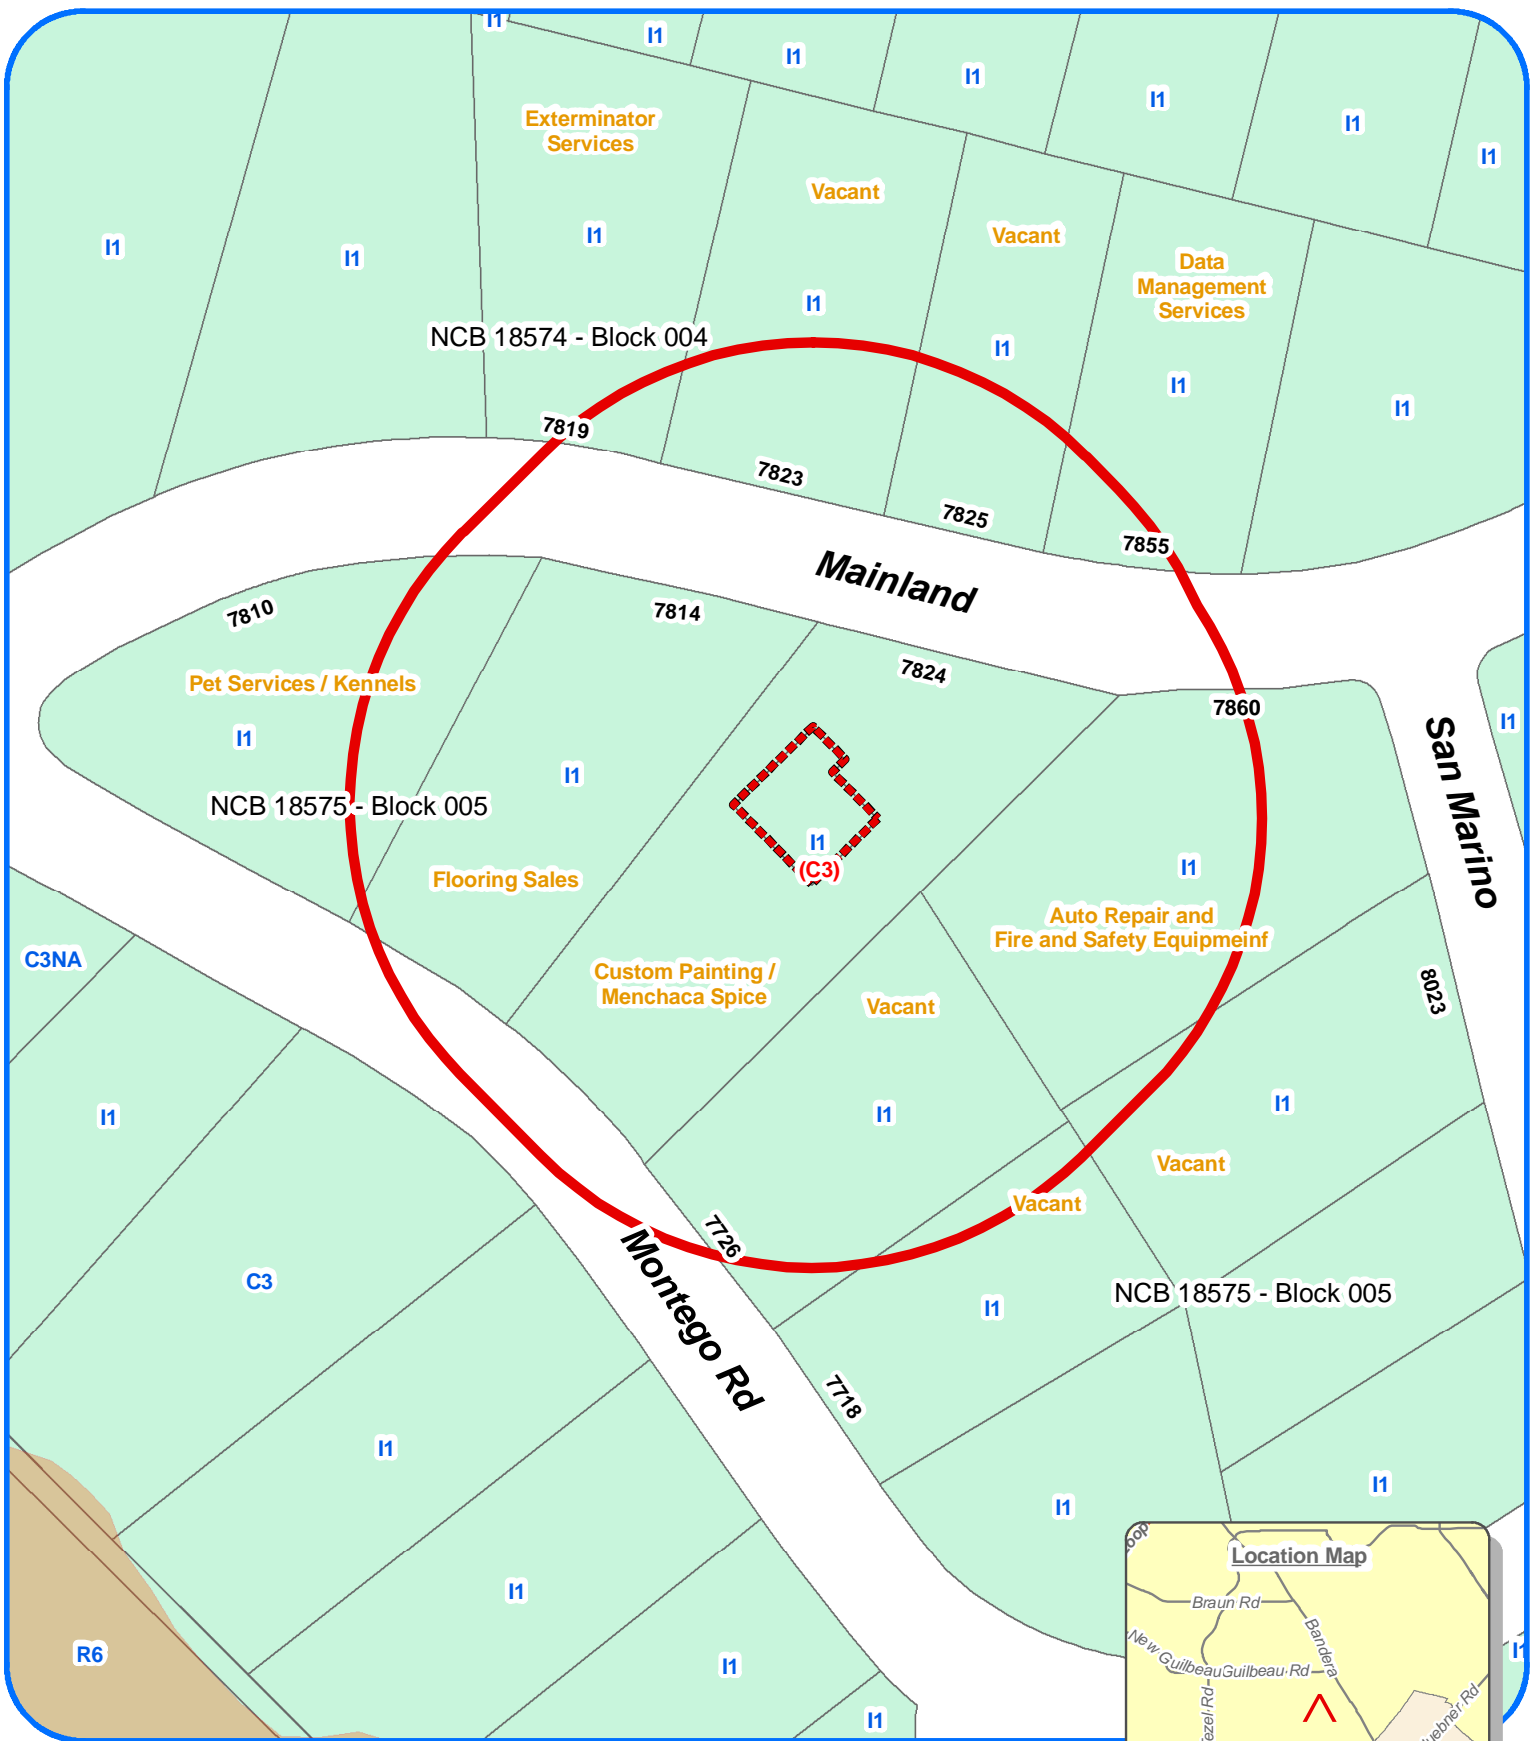 I1
I1
I1
I1
I1
I1
I1
Exterminator
Services
Vacant
Vacant
Data
Management
Services
I1
I1
I1
I1
I1
I1
I1
NCB 18574 - Block 004
7819
7823
7825
7855
Mainland
7810
7814
7824
7860
Pet Services / Kennels
I1
I1
I1
San Marino
NCB 18575 - Block 005
I1
(C3)
I1
Flooring Sales
Auto Repair and
Fire and Safety Equipmeinf
C3NA
Custom Painting /
Menchaca Spice
Vacant
8023
I1
I1
I1
Vacant
Vacant
7726
C3
Montego Rd
NCB 18575 - Block 005
I1
7718
I1
I1
I1
I1
R6
I1
I1
I1
Location Map
Braun Rd
Bandera
New Guilbeau
Guilbeau Rd